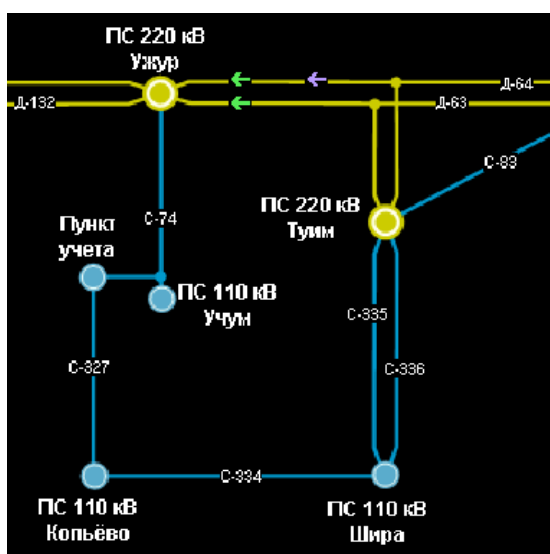 ПС 220 кВ
Ужур
Д-64
Д-132
Д-63
С-83
ПС 220 кВ
Туим
Пункт
учета
С-74
ПС 110 кВ
Учум
С-335
С-327
С-336
С-334
ПС 110 кВ
Копьёво
ПС 110 кВ
Шира